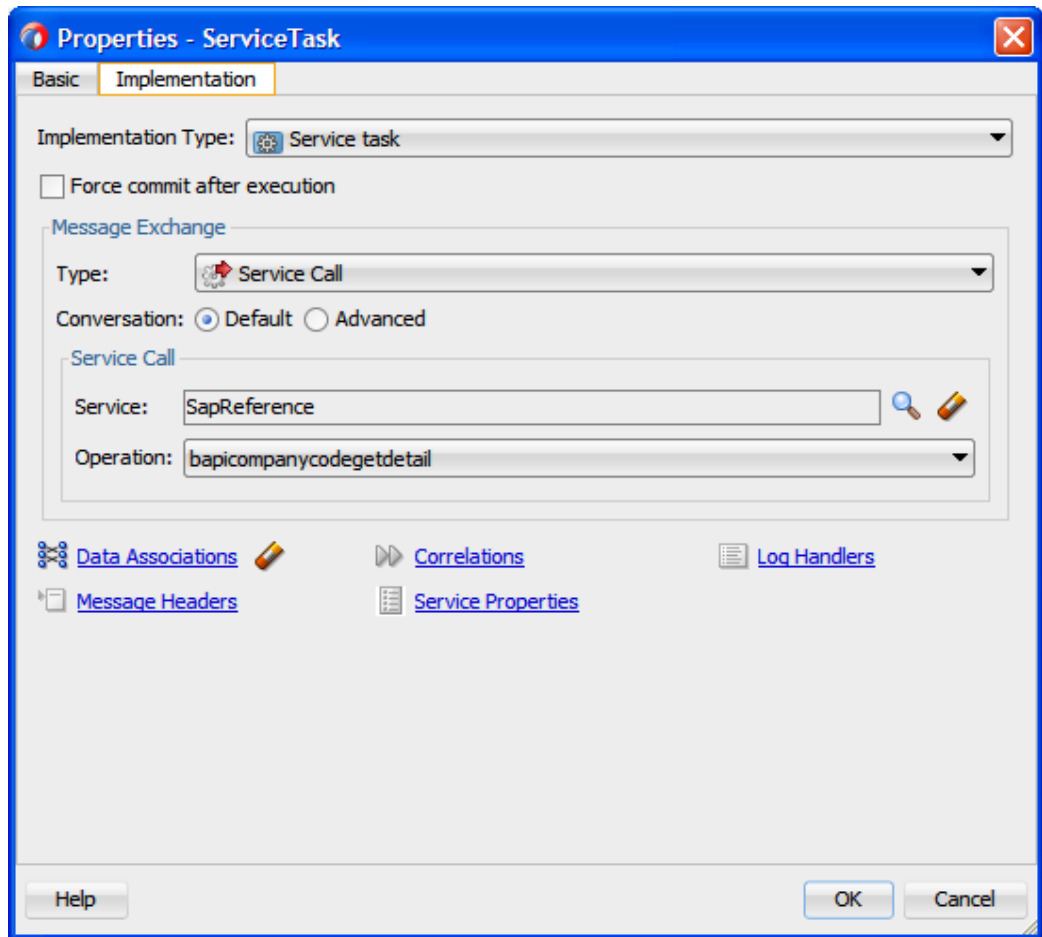 Properties - ServiceTask
Basic Implementation
Implementation Type: Service task
Force commit after execution
Message Exchange
Type: Service Call
Conversation: Default Advanced
Service Call
Service: SapReference
Operation: bapicompanycodegetdetail
Data Associations Correlations Log Handlers
Message Headers Service Properties
Help OK Cancel